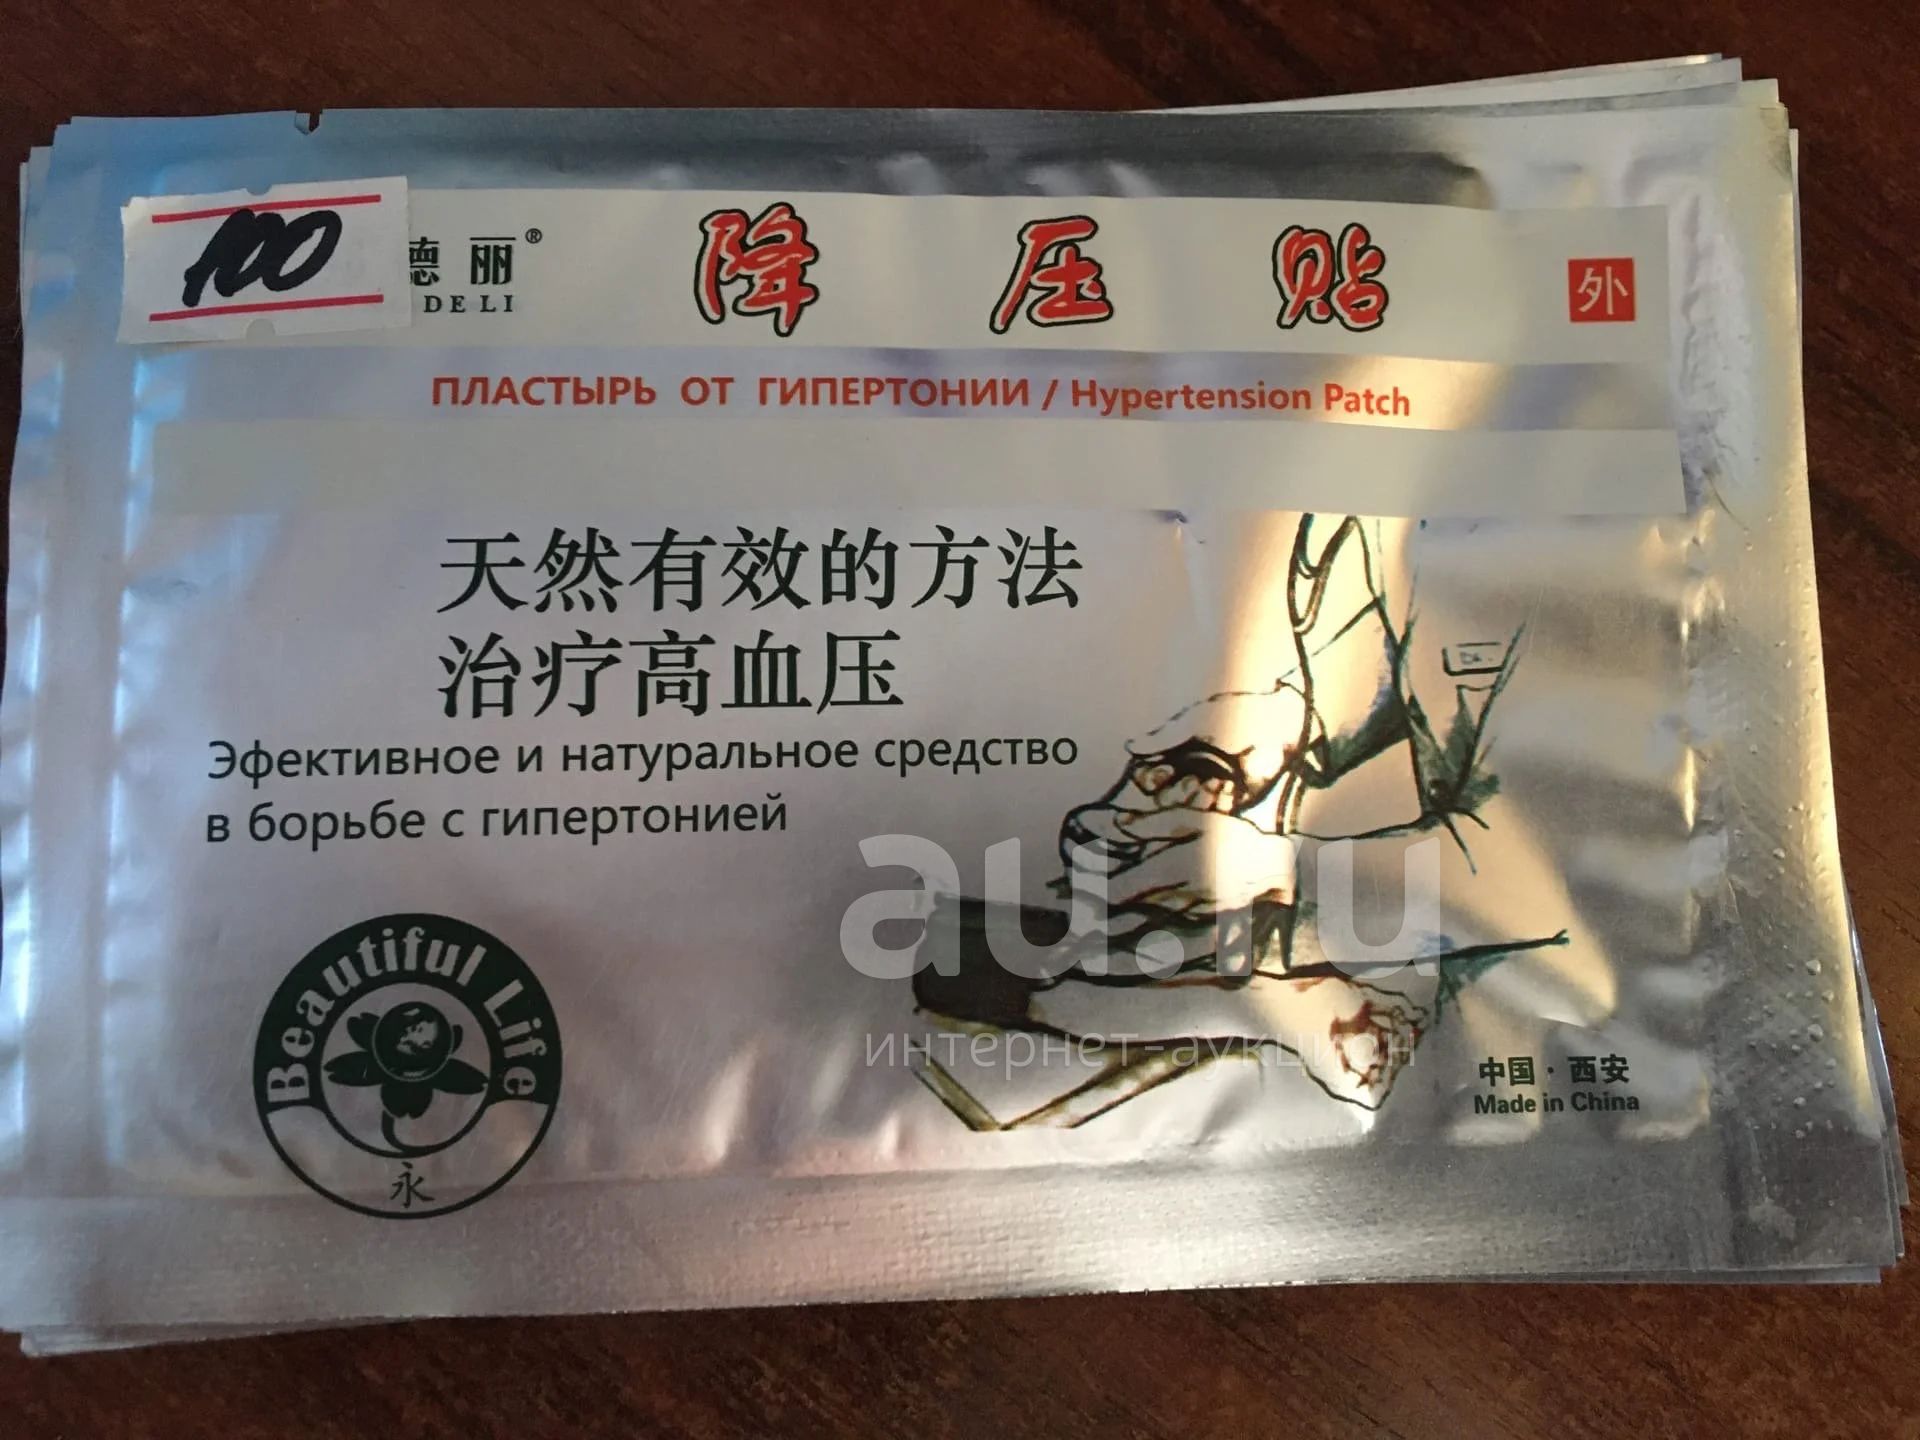 100
德丽®
DELI
降压贴
外
ПЛАСТЫРЬ ОТ ГИПЕРТОНИИ / Hypertension Patch
天然有效的方法
治疗高血压
Эфективное и натуральное средство
в борьбе с гипертонией
Beautiful Life
永
au.ru
интернет-аукцион
中国·西安
Made in China